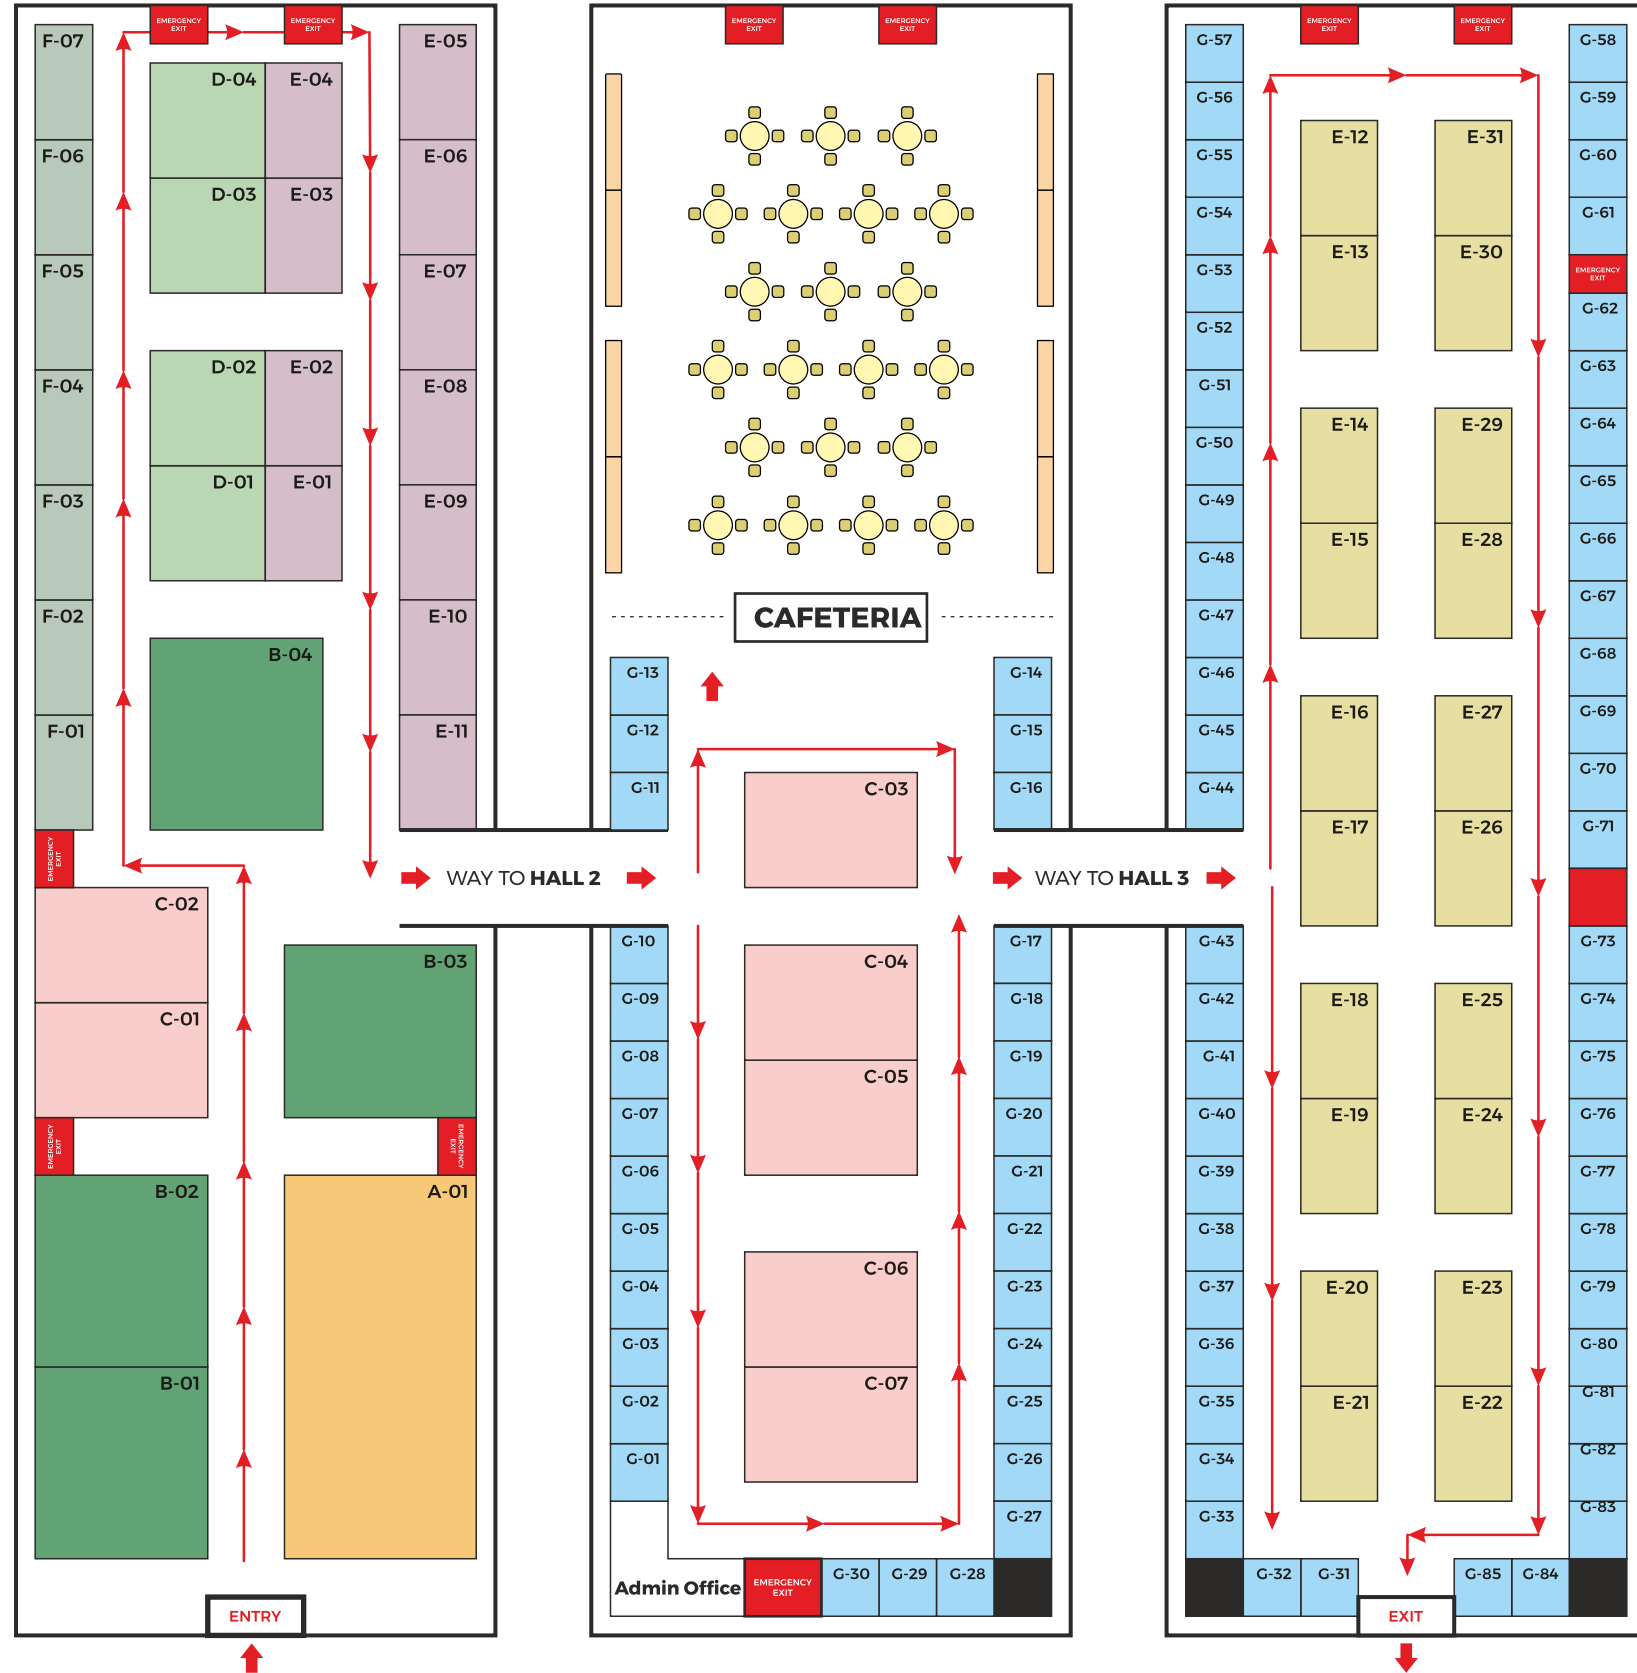 EMERGENCY
EXIT
EMERGENCY
EXIT
F-07
E-05
D-04
E-04
F-06
E-06
D-03
E-03
F-05
E-07
D-02
E-02
F-04
E-08
D-01
E-01
F-03
E-09
F-02
E-10
B-04
F-01
E-11
EMERGENCY
EXIT
C-02
B-03
C-01
EMERGENCY
EXIT
EMERGENCY
EXIT
B-02
A-01
B-01
ENTRY
WAY TO HALL 2
EMERGENCY
EXIT
EMERGENCY
EXIT
CAFETERIA
G-13
G-14
G-12
G-15
G-11
C-03
G-16
G-10
C-04
G-17
G-09
G-18
G-08
C-05
G-19
G-07
G-20
G-06
G-21
G-05
G-22
C-06
G-04
G-23
G-03
G-24
C-07
G-02
G-25
G-01
G-26
G-27
Admin Office
EMERGENCY
EXIT
G-30
G-29
G-28
WAY TO HALL 3
EMERGENCY
EXIT
EMERGENCY
EXIT
G-57
G-58
G-56
G-59
E-12
E-31
G-55
G-60
G-54
G-61
E-13
E-30
G-53
EMERGENCY
EXIT
G-52
G-62
G-51
G-63
E-14
E-29
G-50
G-64
G-49
G-65
E-15
E-28
G-48
G-66
G-47
G-67
G-46
G-68
E-16
E-27
G-45
G-69
G-44
G-70
E-17
E-26
G-71
G-43
G-73
E-18
E-25
G-42
G-74
G-41
G-75
E-19
E-24
G-40
G-76
G-39
G-77
G-38
G-78
E-20
E-23
G-37
G-79
G-36
G-80
E-21
E-22
G-35
G-81
G-34
G-82
G-33
G-83
G-32
G-31
G-85
G-84
EXIT